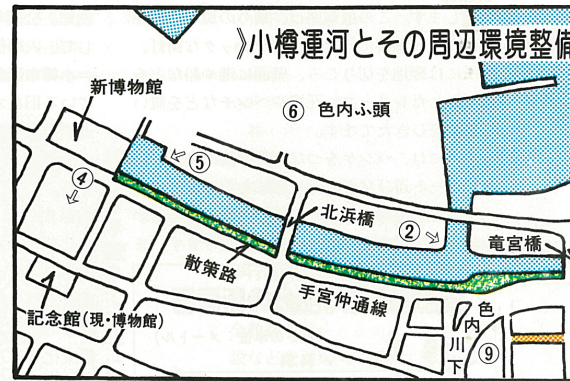 》小樽運河とその周辺環境整備
新博物館
⑥ 色内ふ頭
⑤
④
北浜橋
②
竜宮橋
散策路
手宮仲通線
記念館(現・博物館)
色内川下
⑨